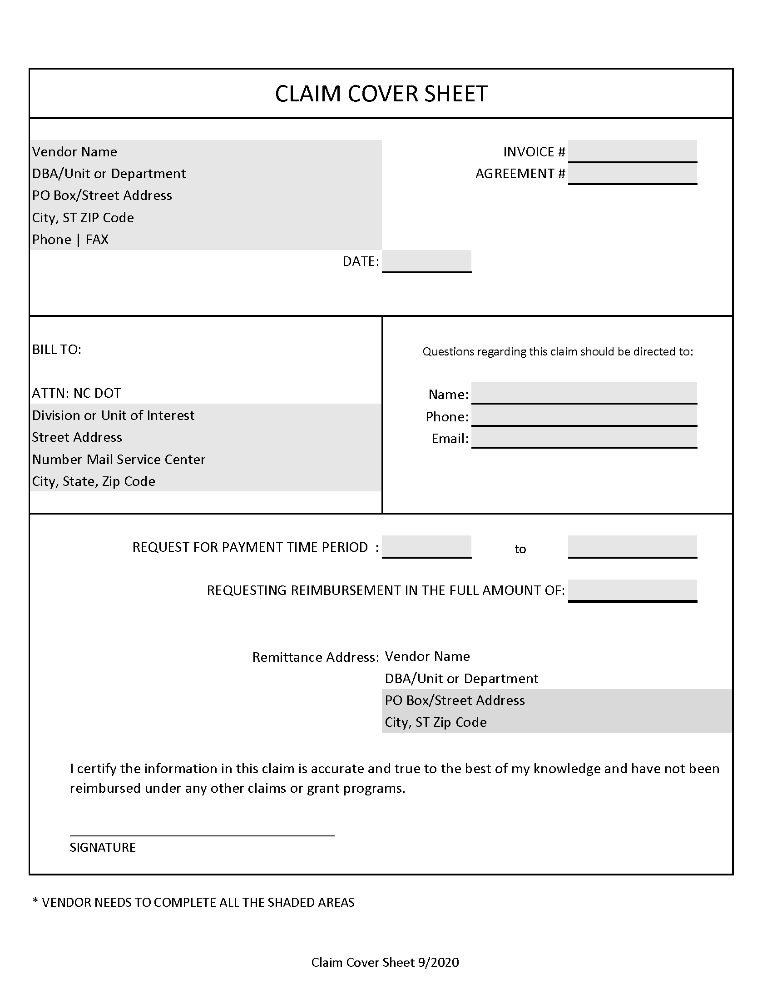 CLAIM COVER SHEET
Vendor Name
INVOICE #
DBA/Unit or Department
AGREEMENT #
PO Box/Street Address
City, ST ZIP Code
Phone | FAX
DATE:
BILL TO:
ATTN: NC DOT
Division or Unit of Interest
Street Address
Number Mail Service Center
City, State, Zip Code
Questions regarding this claim should be directed to:
Name:
Phone:
Email:
REQUEST FOR PAYMENT TIME PERIOD : to
REQUESTING REIMBURSEMENT IN THE FULL AMOUNT OF:
Remittance Address: Vendor Name
DBA/Unit or Department
PO Box/Street Address
City, ST Zip Code
I certify the information in this claim is accurate and true to the best of my knowledge and have not been
reimbursed under any other claims or grant programs.
SIGNATURE
* VENDOR NEEDS TO COMPLETE ALL THE SHADED AREAS
Claim Cover Sheet 9/2020